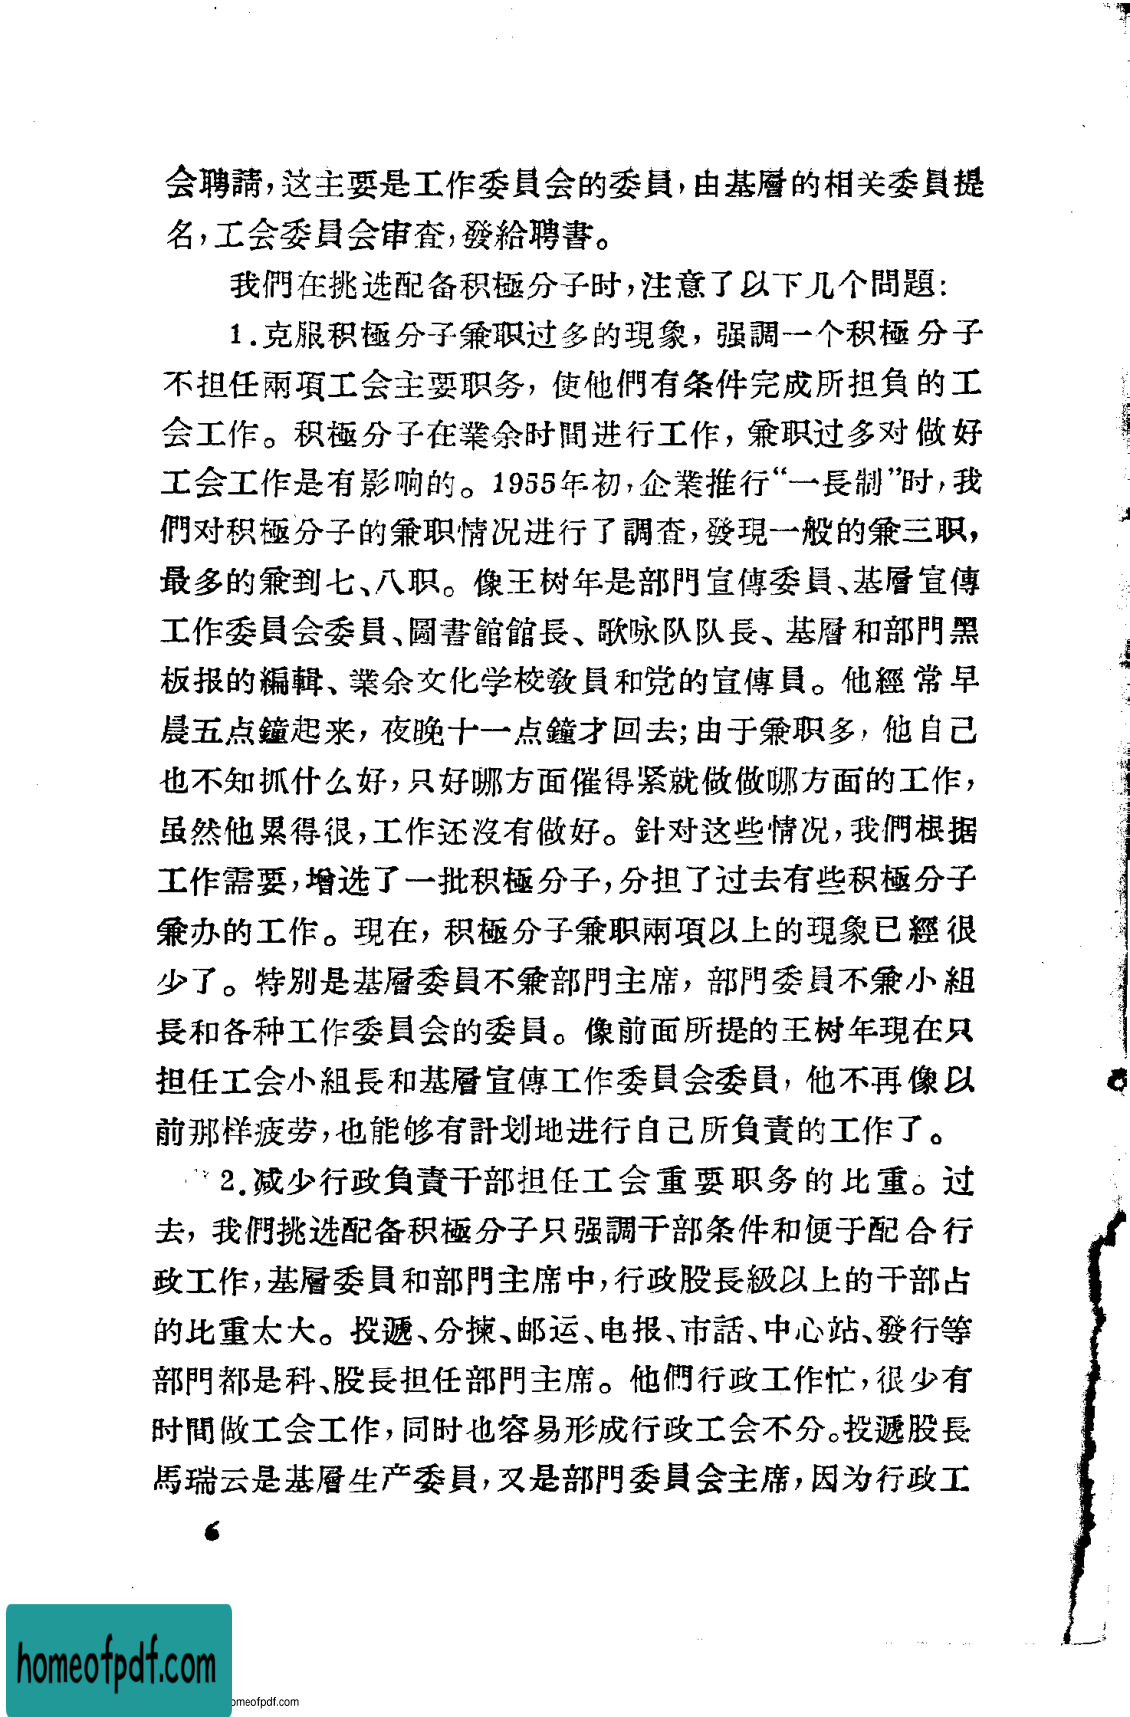 会聘請，这主要是工作委員会的委員，由基層的相关委員提
名，工会委員会审查，發給聘書。
我們在挑选配备积極分子时，注意了以下几个問題：
1.克服积極分子兼职过多的現象，强調一个积極分子
不担任兩項工会主要职务，使他們有条件完成所担負的工
会工作。积極分子在業余时間进行工作，兼职过多对做好
工会工作是有影响的。1955年初，企業推行“一長制”时，我
們对积極分子的兼职情况进行了調查，發現一般的兼三职，
最多的兼到七、八职。像王树年是部門宣傳委員、基層宣傳
工作委員会委員、圖書館館長、歌咏队队長、基層和部門黑
板报的編輯、業余文化学校教員和党的宣傳員。他經常早
晨五点鐘起来，夜晚十一点鐘才回去；由于兼职多，他自己
也不知抓什么好，只好哪方面催得紧就做做哪方面的工作，
虽然他累得很，工作还沒有做好。針对这些情况，我們根据
工作需要，增选了一批积極分子，分担了过去有些积極分子
兼办的工作。現在，积極分子兼职兩項以上的現象已經很
少了。特別是基層委員不兼部門主席，部門委員不兼小組
長和各种工作委員会的委員。像前面所提的王树年現在只
担任工会小組長和基層宣傳工作委員会委員，他不再像以
前那样疲劳，也能够有計划地进行自己所負責的工作了。
2.减少行政負責干部担任工会重要职务的比重。过
去，我們挑选配备积極分子只强調干部条件和便于配合行
政工作，基層委員和部門主席中，行政股長級以上的干部占
的比重太大。投遞、分揀、邮运、电报、市話、中心站、發行等
部門都是科、股長担任部門主席。他們行政工作忙，很少有
时間做工会工作，同时也容易形成行政工会不分。投遞股長
馬瑞云是基層生产委員，又是部門委員会主席，因为行政工
6
homeofpdf.com
omeofpdf.com